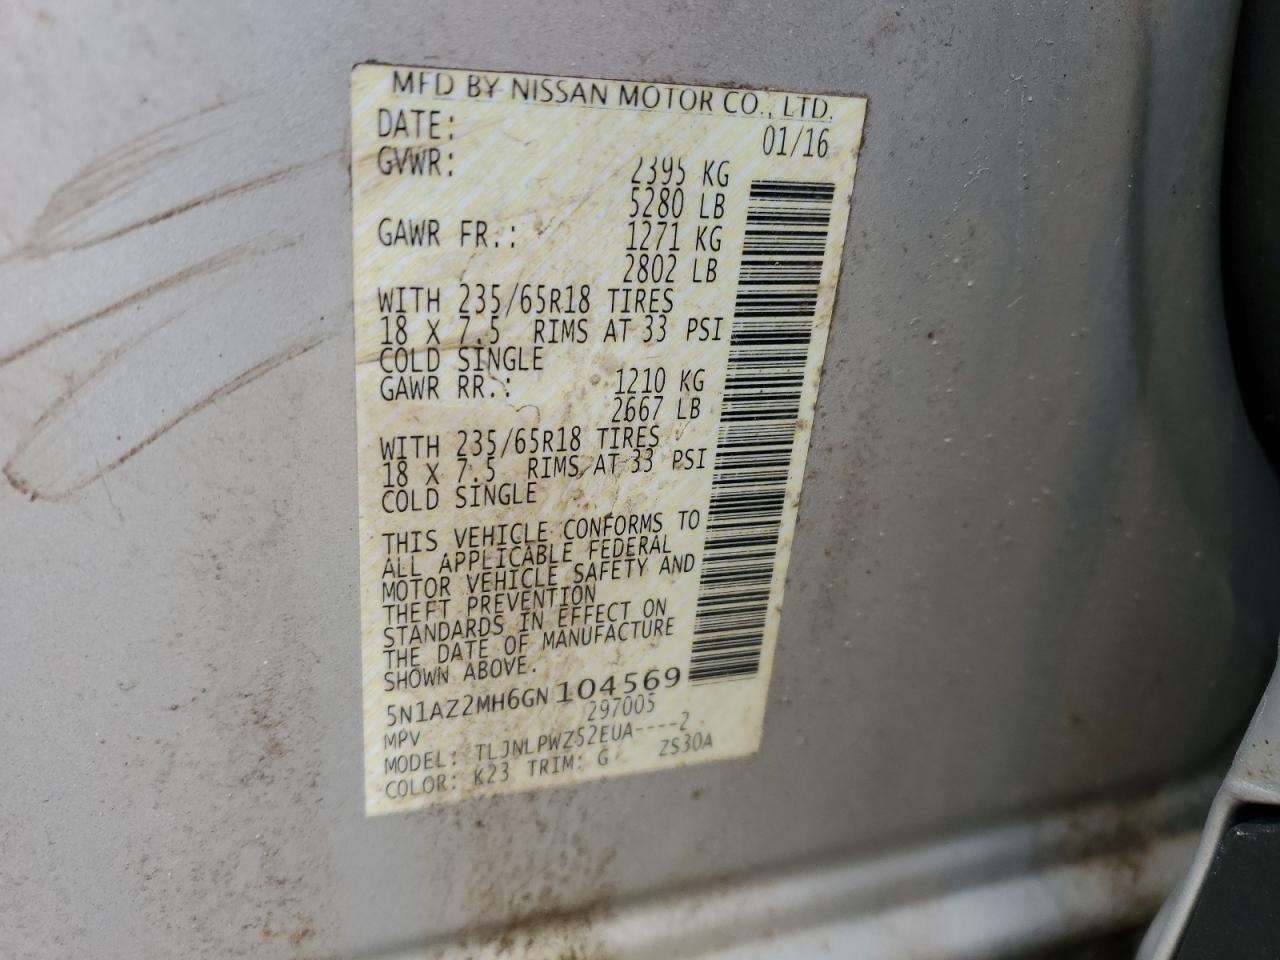 MFD BY NISSAN MOTOR CO., LTD.
DATE: 01/16
GVWR: 2395 KG
5280 LB
GAWR FR.: 1271 KG
2802 LB
WITH 235/65R18 TIRES
18 X 7.5 RIMS AT 33 PSI
COLD SINGLE
GAWR RR.: 1210 KG
2667 LB
WITH 235/65R18 TIRES
18 X 7.5 RIMS AT 33 PSI
COLD SINGLE
THIS VEHICLE CONFORMS TO
ALL APPLICABLE FEDERAL
MOTOR VEHICLE SAFETY AND
THEFT PREVENTION
STANDARDS IN EFFECT ON
THE DATE OF MANUFACTURE
SHOWN ABOVE.
5N1AZ2MH6GN104569
MPV 297005
MODEL: TLJNLPWZ52EUA----2
COLOR: K23 TRIM: G ZS30A